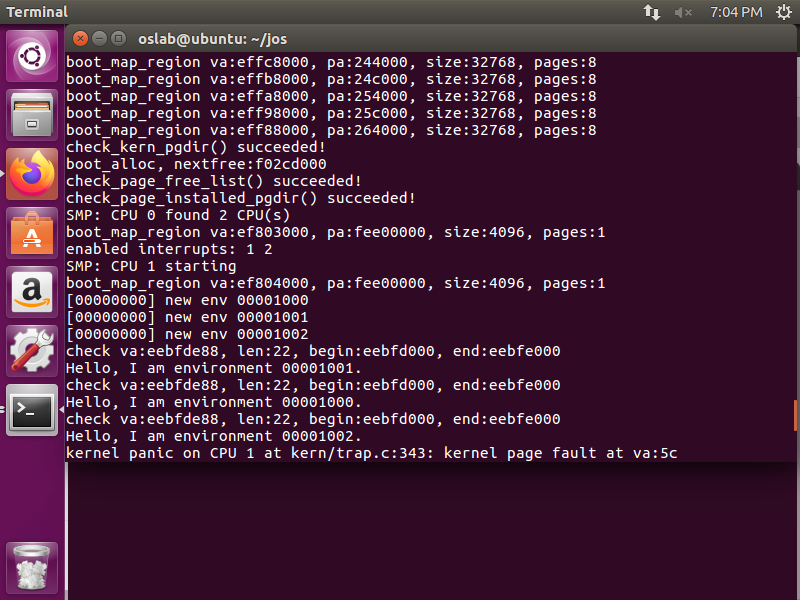 Terminal
7:04 PM
oslab@ubuntu: ~/jos
boot_map_region va:effc8000, pa:244000, size:32768, pages:8
boot_map_region va:effb8000, pa:24c000, size:32768, pages:8
boot_map_region va:effa8000, pa:254000, size:32768, pages:8
boot_map_region va:eff98000, pa:25c000, size:32768, pages:8
boot_map_region va:eff88000, pa:264000, size:32768, pages:8
check_kern_pgdir() succeeded!
boot_alloc, nextfree:f02cd000
check_page_free_list() succeeded!
check_page_installed_pgdir() succeeded!
SMP: CPU 0 found 2 CPU(s)
boot_map_region va:ef803000, pa:fee00000, size:4096, pages:1
enabled interrupts: 1 2
SMP: CPU 1 starting
boot_map_region va:ef804000, pa:fee00000, size:4096, pages:1
[00000000] new env 00001000
[00000000] new env 00001001
[00000000] new env 00001002
check va:eebfde88, len:22, begin:eebfd000, end:eebfe000
Hello, I am environment 00001001.
check va:eebfde88, len:22, begin:eebfd000, end:eebfe000
Hello, I am environment 00001000.
check va:eebfde88, len:22, begin:eebfd000, end:eebfe000
Hello, I am environment 00001002.
kernel panic on CPU 1 at kern/trap.c:343: kernel page fault at va:5c